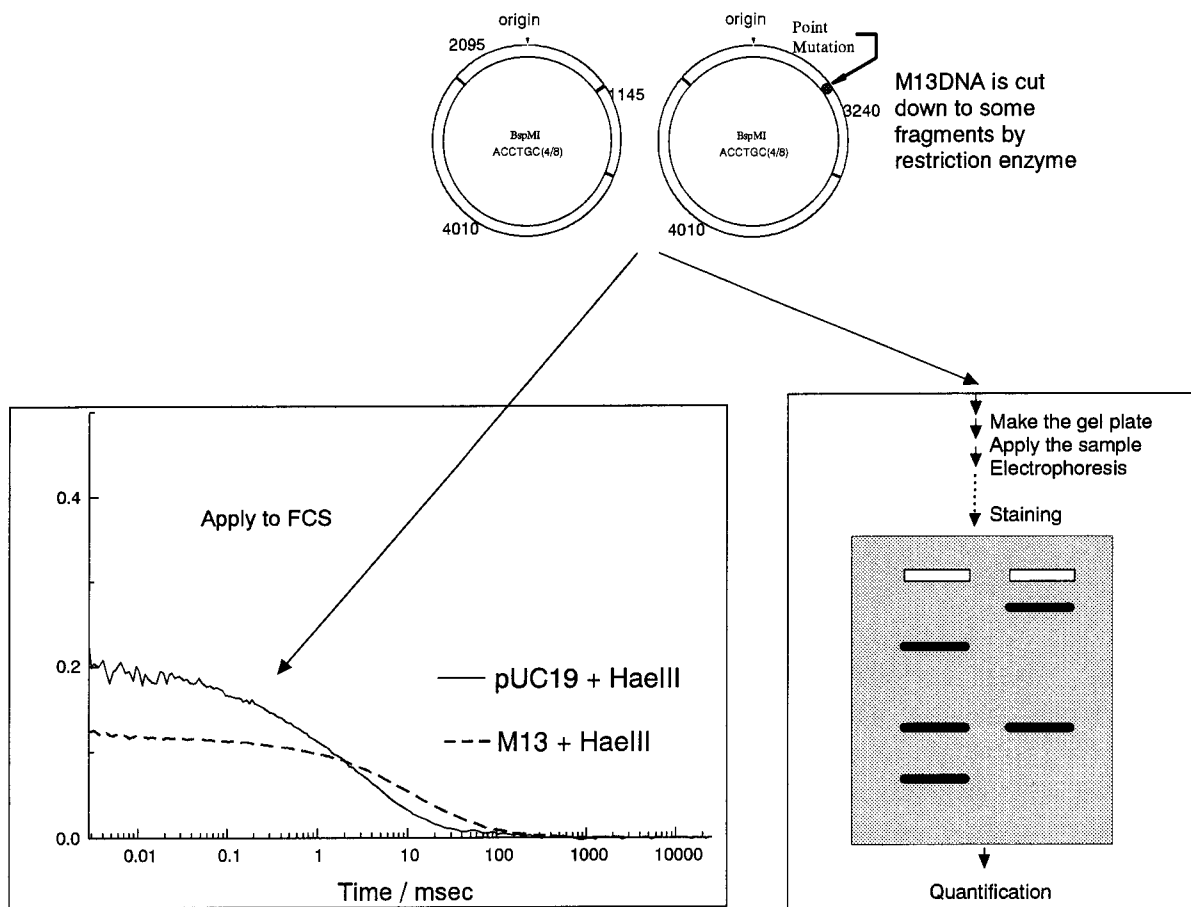 origin
origin
Point
Mutation
2095
1145
3240
BspMI
ACCTGC(4/8)
BspMI
ACCTGC(4/8)
4010
4010
M13DNA is cut
down to some
fragments by
restriction enzyme
Apply to FCS
0.4
0.2
0.0
pUC19 + HaeIII
M13 + HaeIII
0.01
0.1
1
10
100
1000
10000
Time / msec
Make the gel plate
Apply the sample
Electrophoresis
Staining
Quantification